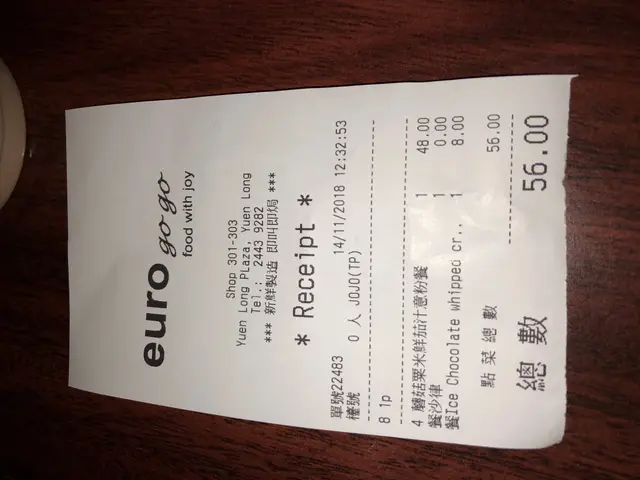 euro go go
food with joy
Shop 301-303
Yuen Long PLaza, Yuen Long
Tel.: 2443 9282
*** 新鮮製造 即叫即焗 ***
* Receipt *
單號22483 14/11/2018 12:32:53
檯號 0 人 JOJO(TP)
8 1p
4 蘑菇粟米鮮茄汁意粉餐 1 48.00
餐沙律 1 0.00
餐Ice Chocolate whipped cr., 1 8.00
點菜總數 56.00
總數 56.00